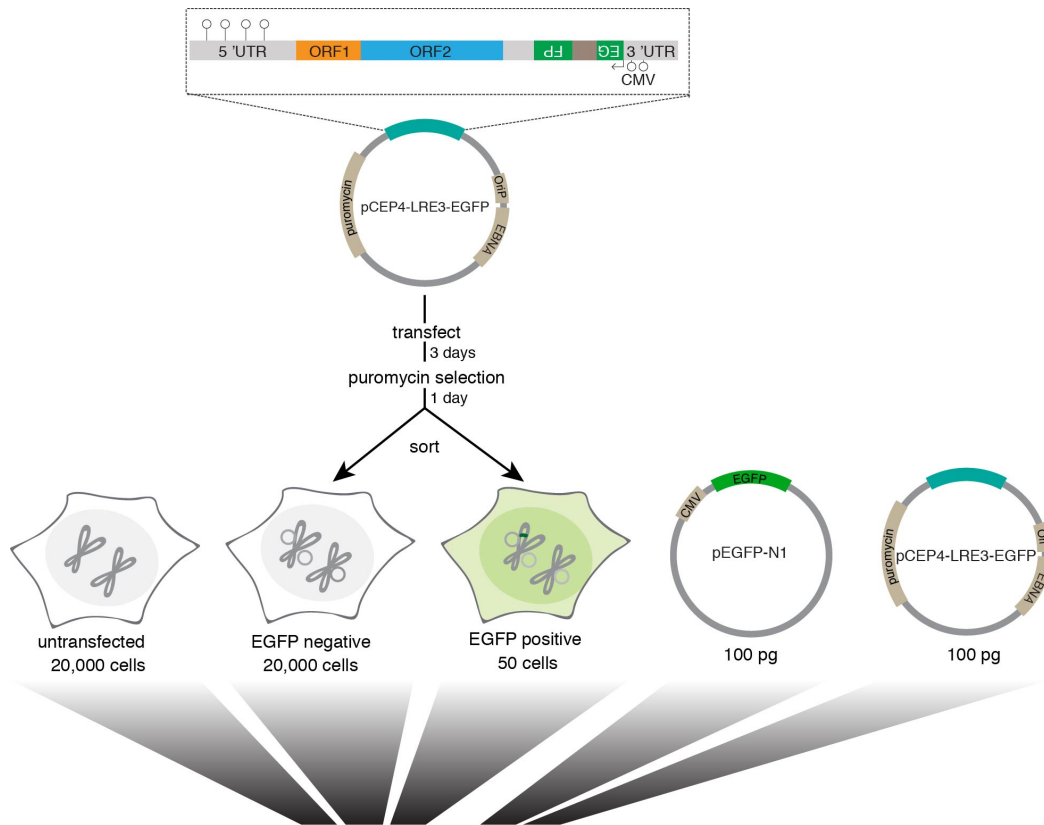 5 'UTR
ORF1
ORF2
FP
EG
3 'UTR
CMV
puromycin
pCEP4-LRE3-EGFP
OriP
EBNA
transfect
3 days
puromycin selection
1 day
sort
CMV
EGFP
pEGFP-N1
puromycin
pCEP4-LRE3-EGFP
Ori
EBNA
untransfected
20,000 cells
EGFP negative
20,000 cells
EGFP positive
50 cells
100 pg
100 pg